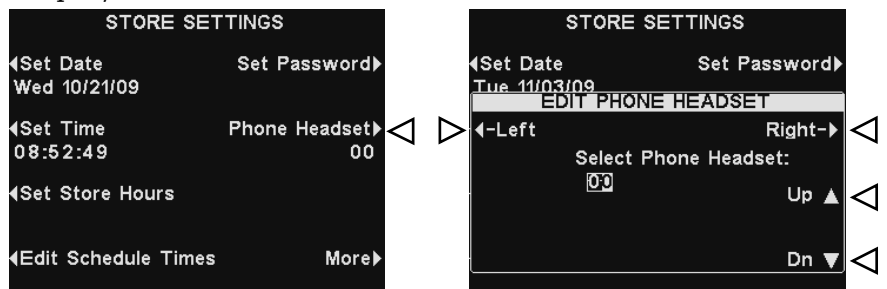 STORE SETTINGS
◀Set Date Set Password▶
Wed 10/21/09
◀Set Time Phone Headset▶
08:52:49 00
◀Set Store Hours
◀Edit Schedule Times More▶
STORE SETTINGS
◀Set Date Set Password▶
Tue 11/03/09
EDIT PHONE HEADSET
◀-Left Right-▶
Select Phone Headset:
00
Up ▲
Dn ▼